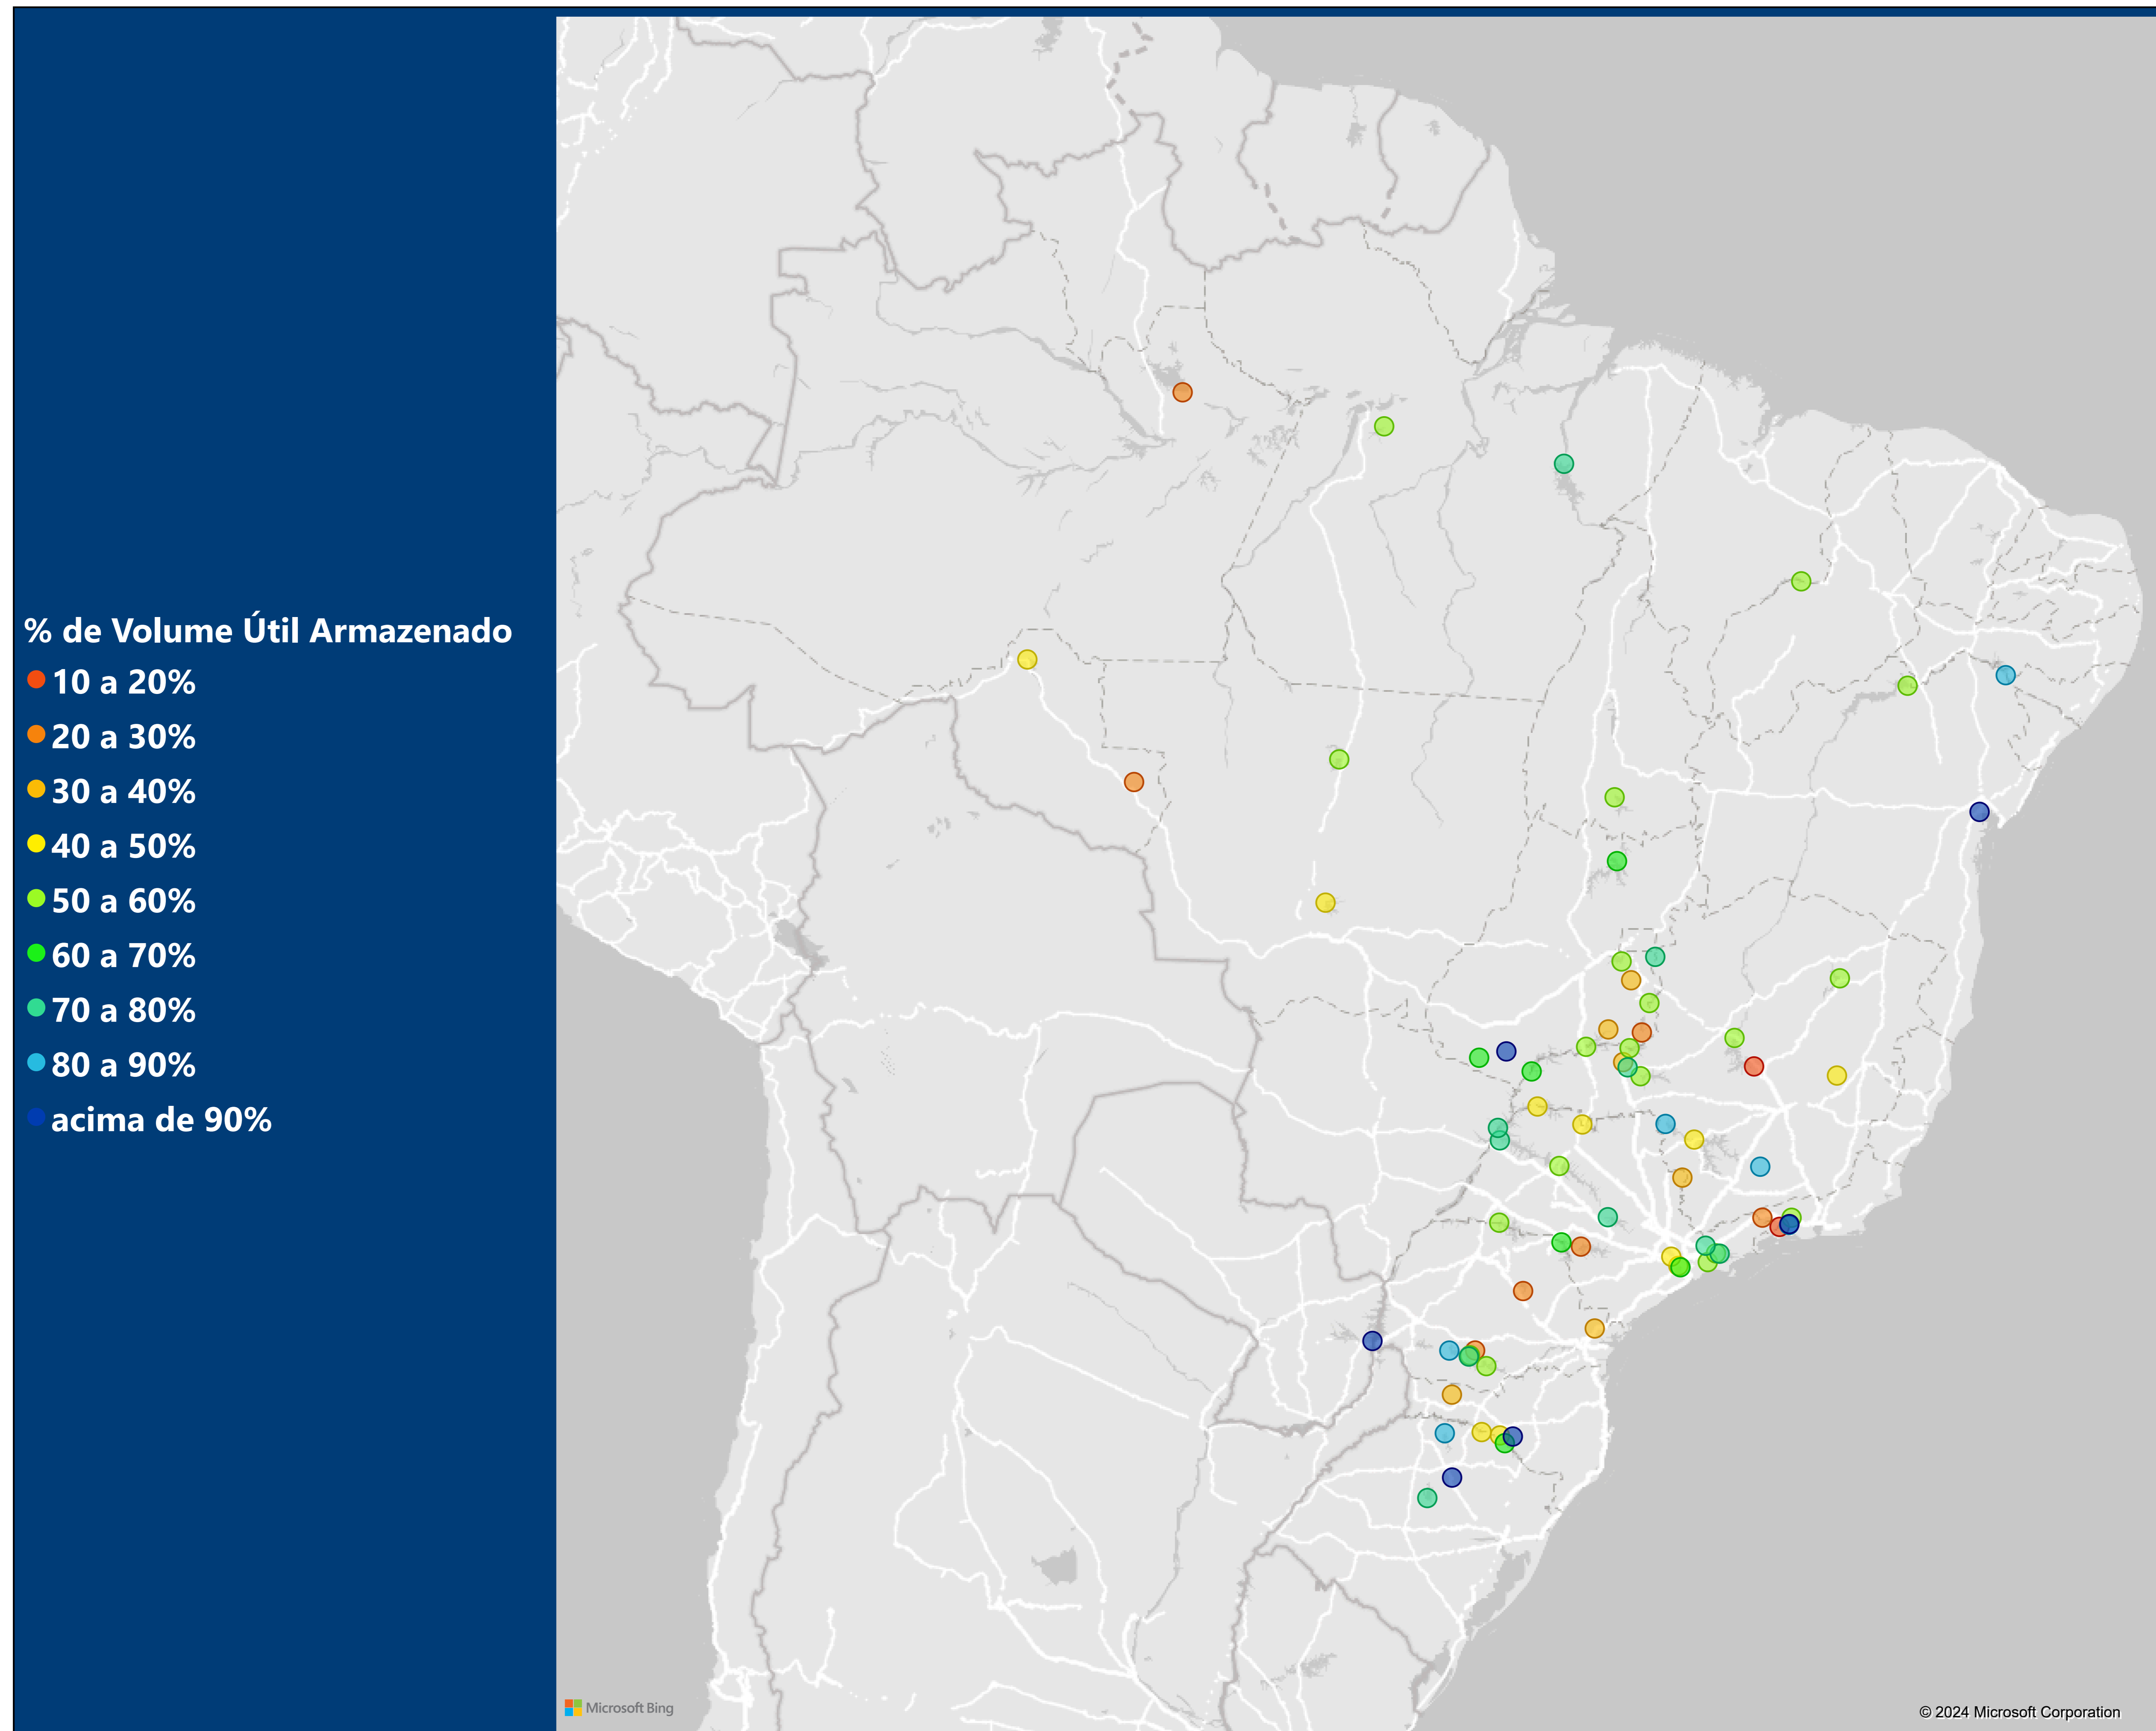 % de Volume Útil Armazenado
10 a 20%
20 a 30%
30 a 40%
40 a 50%
50 a 60%
60 a 70%
70 a 80%
80 a 90%
acima de 90%
Microsoft Bing
© 2024 Microsoft Corporation